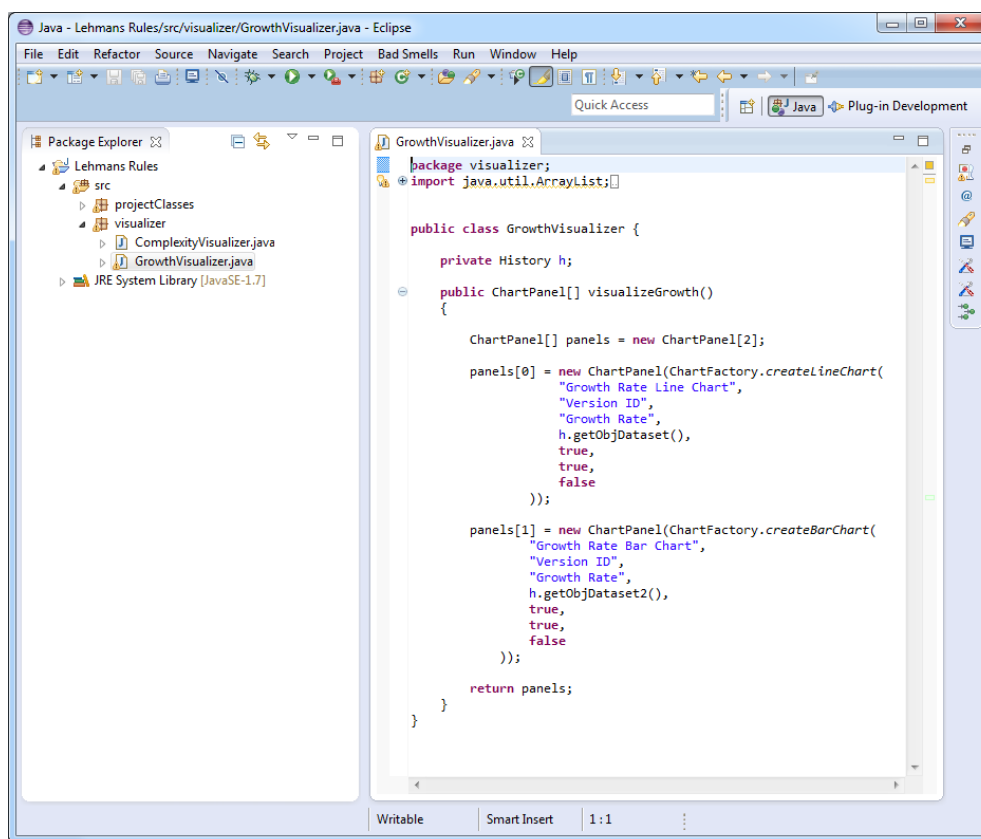 Java - Lehmans Rules/src/visualizer/GrowthVisualizer.java - Eclipse
File Edit Refactor Source Navigate Search Project Bad Smells Run Window Help
Quick Access
Java
Plug-in Development
Package Explorer
Lehmans Rules
src
projectClasses
visualizer
ComplexityVisualizer.java
GrowthVisualizer.java
JRE System Library [JavaSE-1.7]
GrowthVisualizer.java
package visualizer;
import java.util.ArrayList;
public class GrowthVisualizer {
private History h;
public ChartPanel[] visualizeGrowth()
{
ChartPanel[] panels = new ChartPanel[2];
panels[0] = new ChartPanel(ChartFactory.createLineChart(
"Growth Rate Line Chart",
"Version ID",
"Growth Rate",
h.getObjDataset(),
true,
true,
false
));
panels[1] = new ChartPanel(ChartFactory.createBarChart(
"Growth Rate Bar Chart",
"Version ID",
"Growth Rate",
h.getObjDataset2(),
true,
true,
false
));
return panels;
}
}
Writable Smart Insert 1 : 1